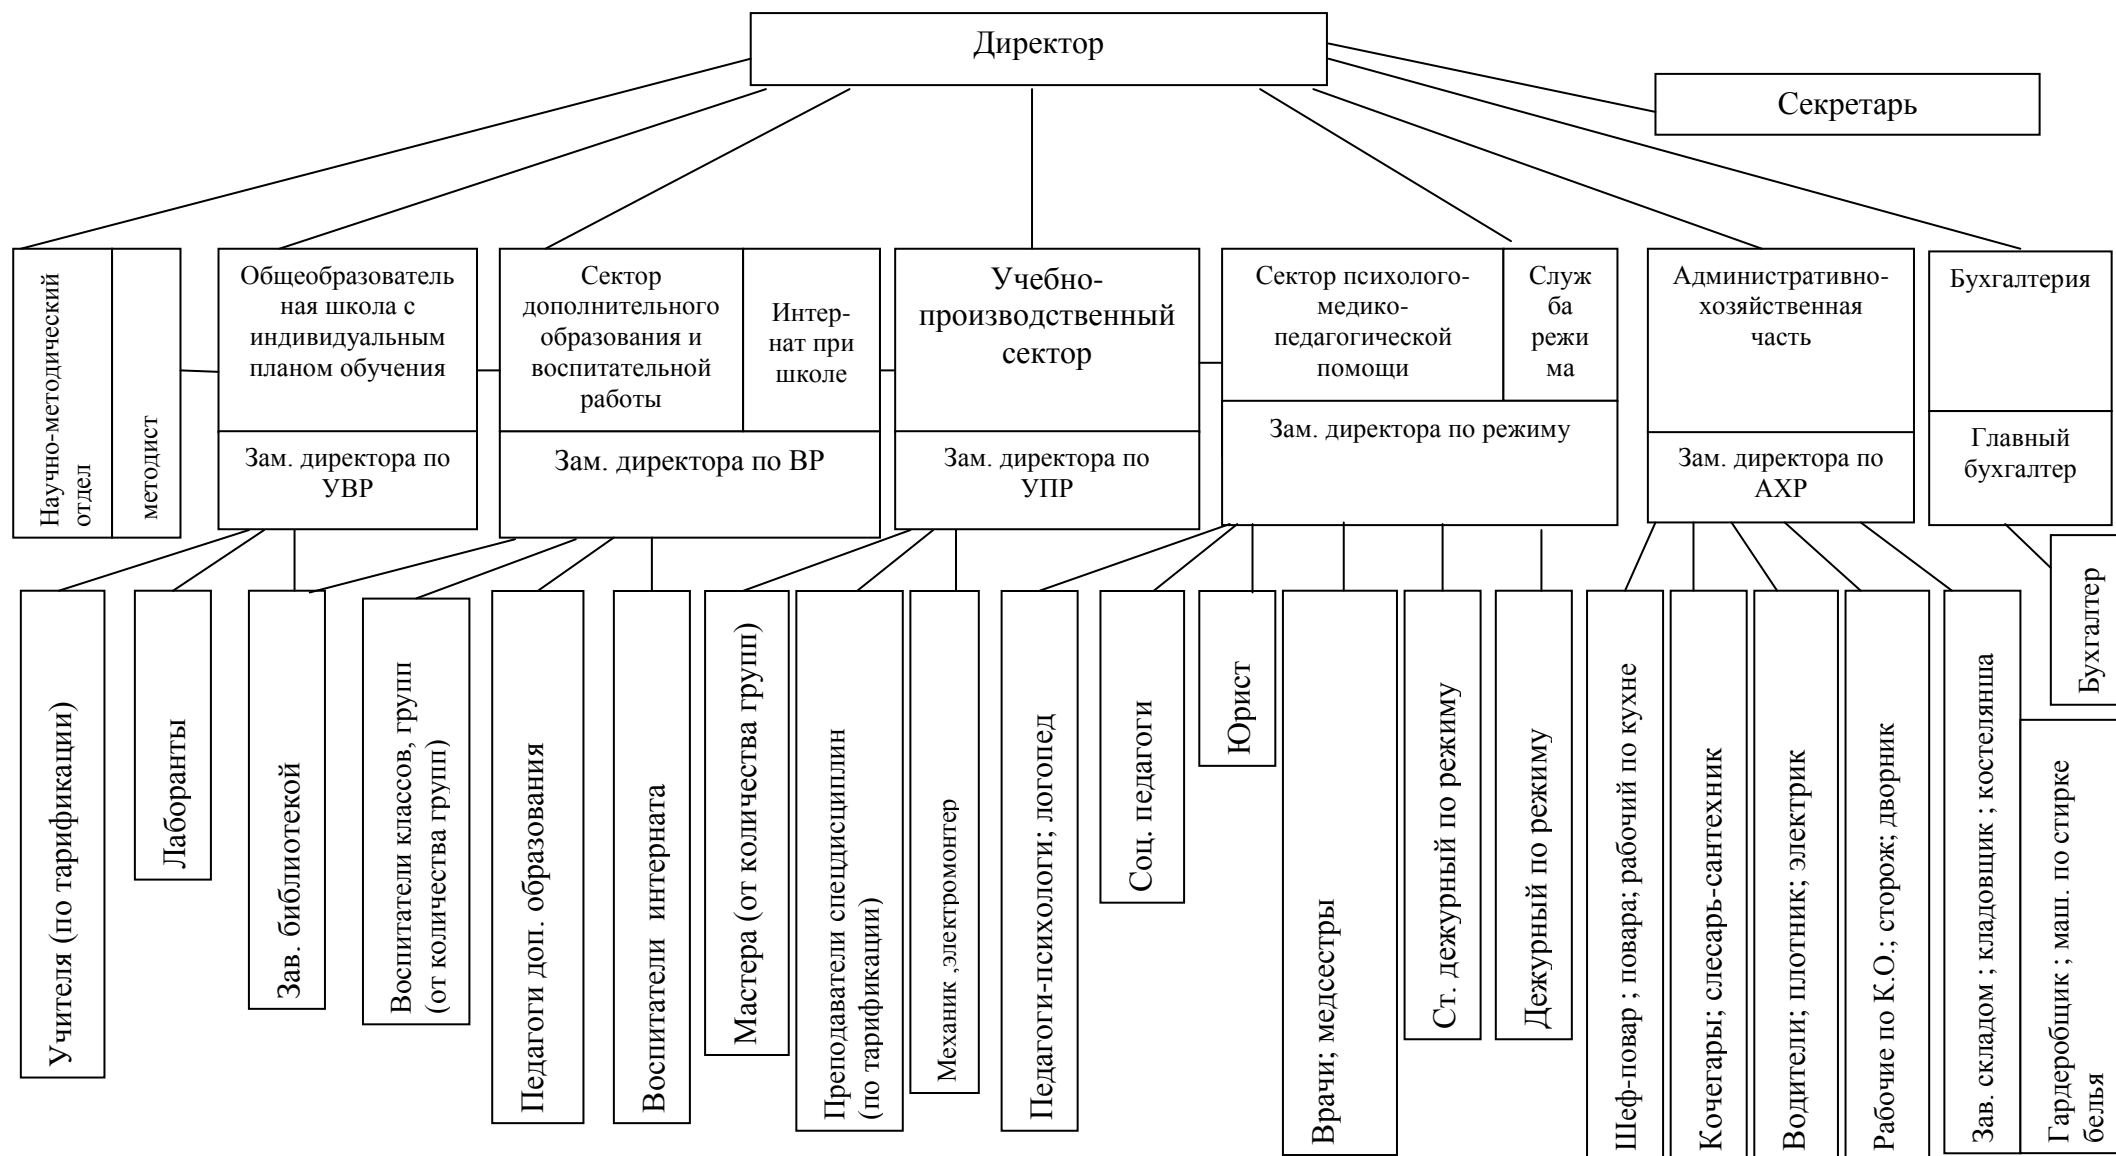 Директор
Секретарь
Научно-методический
отдел
методист
Общеобразователь
ная школа с
индивидуальным
планом обучения
Зам. директора по
УВР
Сектор
дополнительного
образования и
воспитательной
работы
Интер-
нат при
школе
Зам. директора по ВР
Учебно-
производственный
сектор
Зам. директора по
УПР
Сектор психолого-
медико-
педагогической
помощи
Служ
ба
режи
ма
Зам. директора по режиму
Административно-
хозяйственная
часть
Зам. директора по
АХР
Бухгалтерия
Главный
бухгалтер
Учителя (по тарификации)
Лаборанты
Зав. библиотекой
Воспитатели классов, групп
(от количества групп)
Педагоги доп. образования
Воспитатели интерната
Мастера (от количества групп)
Преподаватели спецдисциплин
(по тарификации)
Механик ,электромонтер
Педагоги-психологи; логопед
Соц. педагоги
Юрист
Врачи; медсестры
Ст. дежурный по режиму
Дежурный по режиму
Шеф-повар ; повара; рабочий по кухне
Кочегары; слесарь-сантехник
Водители; плотник; электрик
Рабочие по К.О.; сторож; дворник
Зав. складом ; кладовщик ; костелянша
Бухгалтер
Гардеробщик ; маш. по стирке
белья